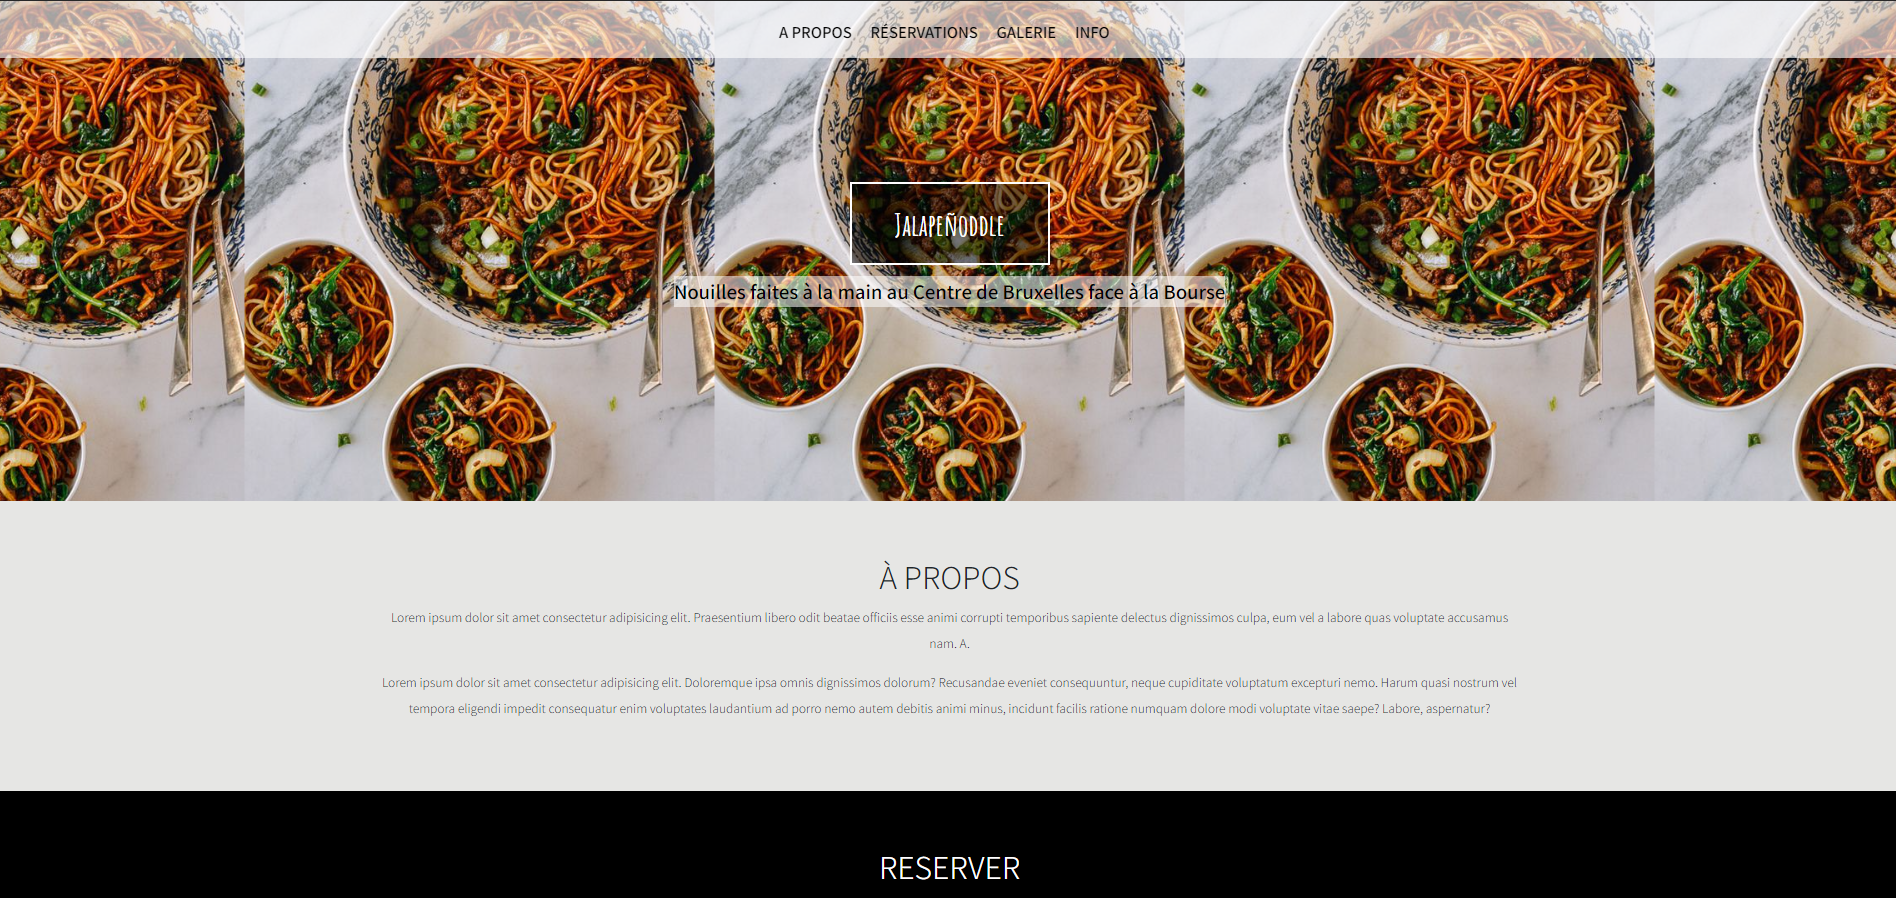 A PROPOS RÉSERVATIONS GALERIE INFO
JALAPEÑODDLE
Nouilles faites à la main au Centre de Bruxelles face à la Bourse
À PROPOS
Lorem ipsum dolor sit amet consectetur adipisicing elit. Praesentium libero odit beatae officiis esse animi corrupti temporibus sapiente delectus dignissimos culpa, eum vel a labore quas voluptate accusamus
nam. A.
Lorem ipsum dolor sit amet consectetur adipisicing elit. Doloremque ipsa omnis dignissimos dolorum? Recusandae eveniet consequuntur, neque cupiditate voluptatum excepturi nemo. Harum quasi nostrum vel
tempora eligendi impedit consequatur enim voluptates laudantium ad porro nemo autem debitis animi minus, incidunt facilis ratione numquam dolore modi voluptate vitae saepe? Labore, aspernatur?
RESERVER